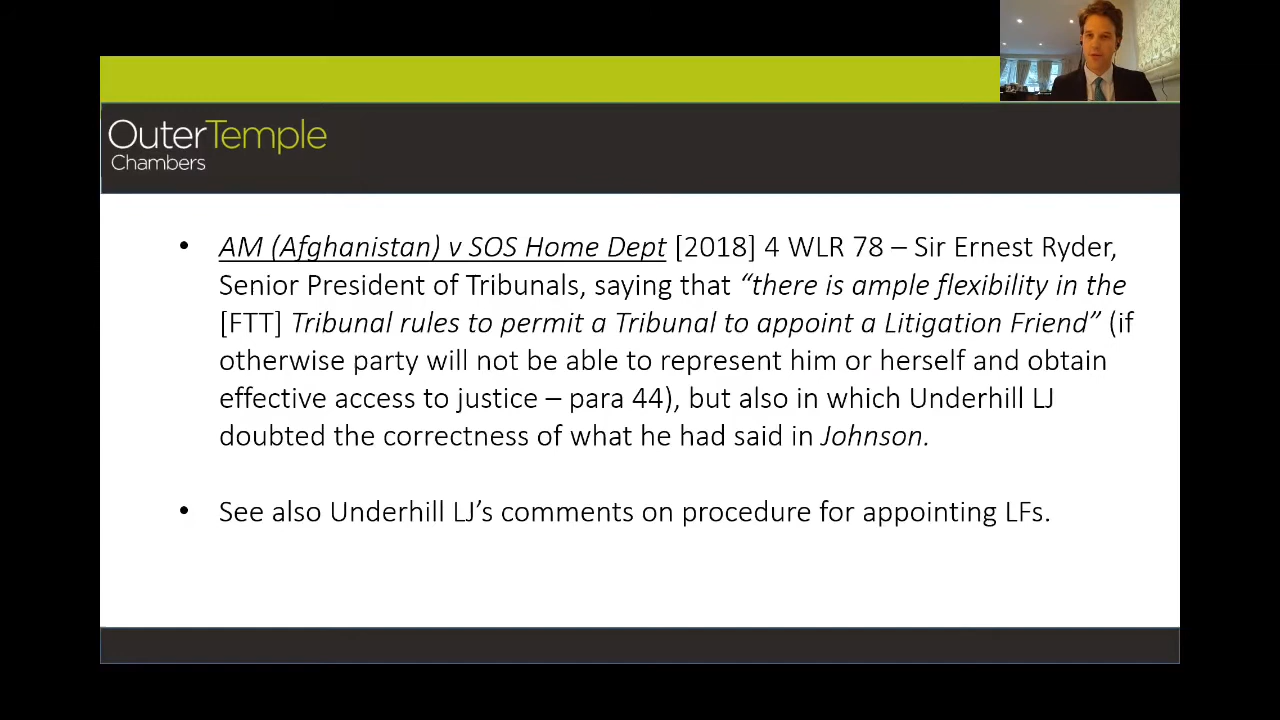 OuterTemple
Chambers
• AM (Afghanistan) v SOS Home Dept [2018] 4 WLR 78 – Sir Ernest Ryder,
Senior President of Tribunals, saying that “there is ample flexibility in the
[FTT] Tribunal rules to permit a Tribunal to appoint a Litigation Friend” (if
otherwise party will not be able to represent him or herself and obtain
effective access to justice – para 44), but also in which Underhill LJ
doubted the correctness of what he had said in Johnson.
• See also Underhill LJ’s comments on procedure for appointing LFs.